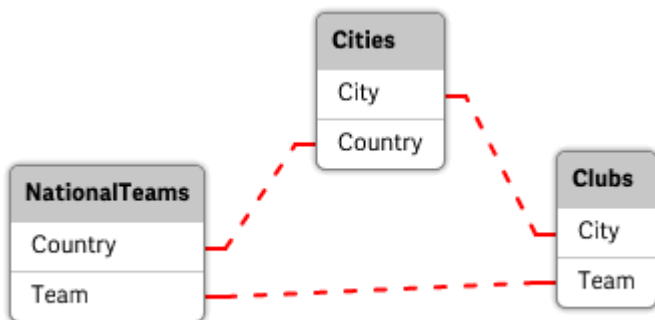 Cities
City
Country
NationalTeams
Country
Team
Clubs
City
Team